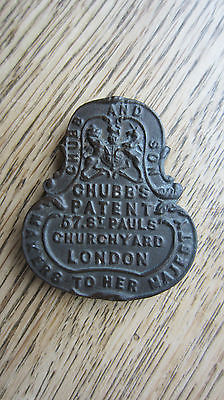 CHUBB AND SON
CHUBB'S
PATENT
57. ST PAULS
CHURCHYARD
LONDON
MAKERS TO HER MAJESTY